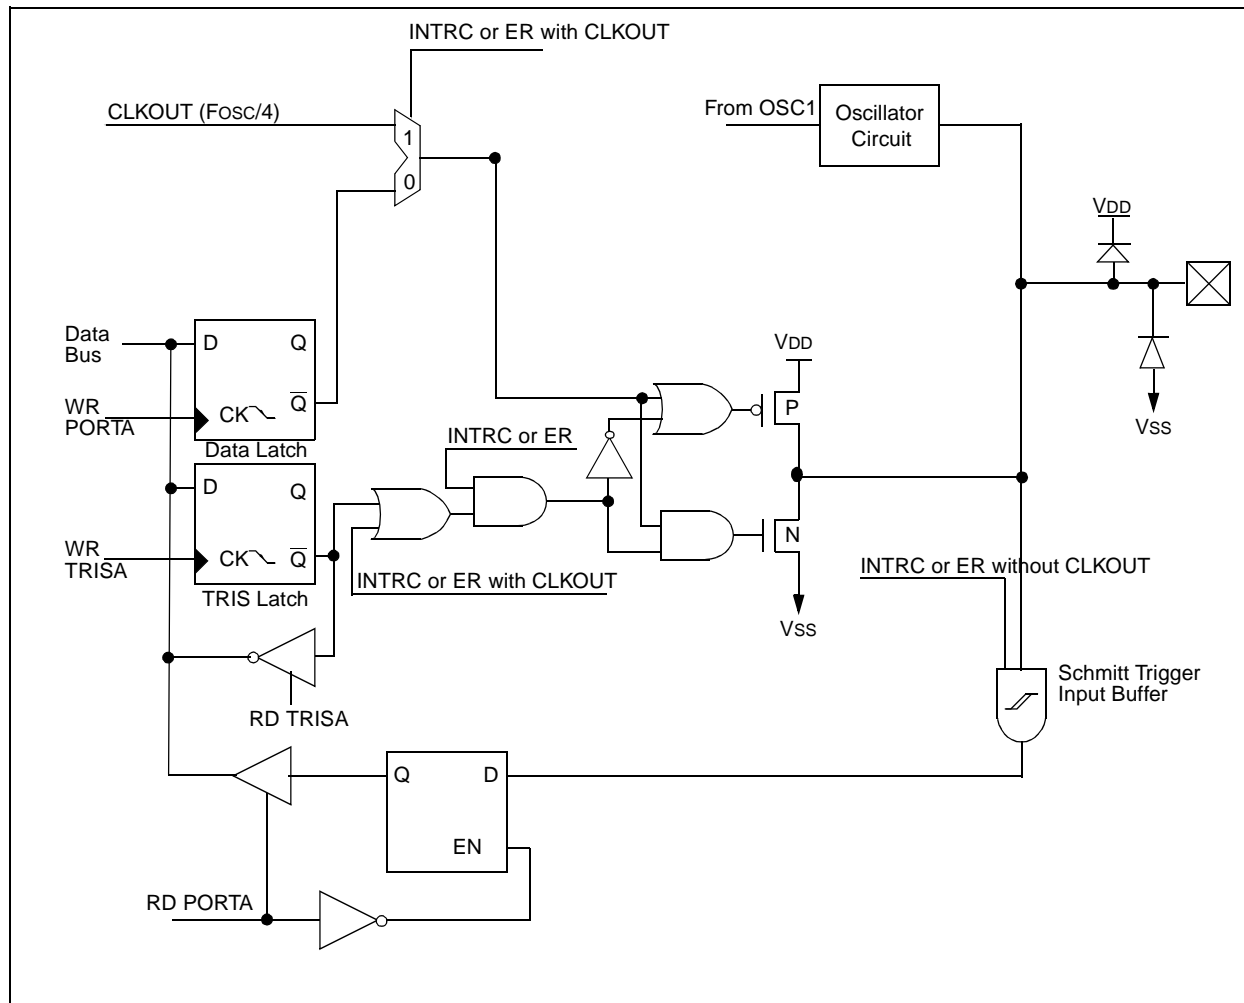 INTRC or ER with CLKOUT
CLKOUT (FOSC/4)
1
0
From OSC1
Oscillator
Circuit
VDD
Data
Bus
D
Q
WR
PORTA
CK
Q̅
Data Latch
VDD
P
VSS
INTRC or ER
D
Q
WR
TRISA
CK
Q̅
TRIS Latch
N
INTRC or ER with CLKOUT
INTRC or ER without CLKOUT
VSS
Schmitt Trigger
Input Buffer
RD TRISA
Q
D
EN
RD PORTA